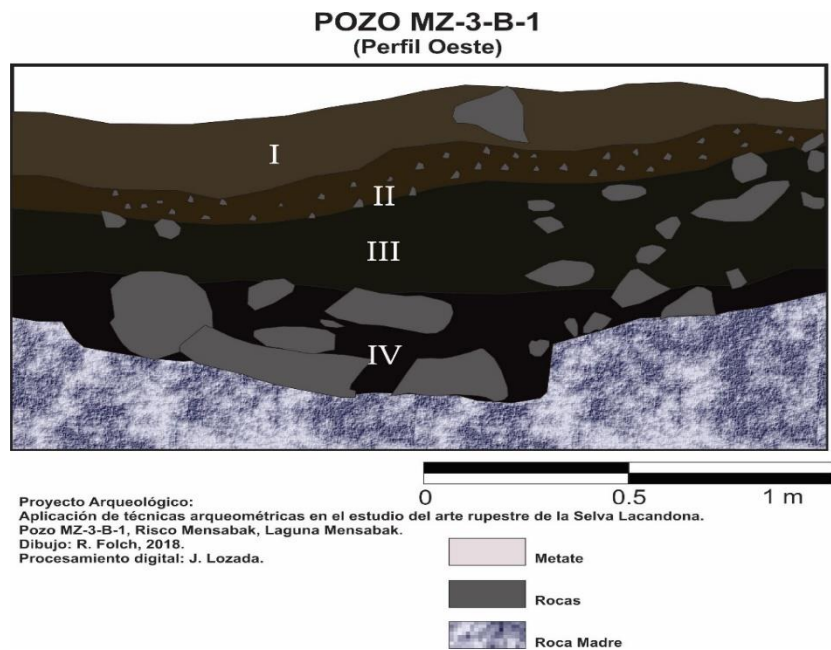 POZO MZ-3-B-1
(Perfil Oeste)
I
II
III
IV
0 0.5 1 m
Proyecto Arqueológico:
Aplicación de técnicas arqueométricas en el estudio del arte rupestre de la Selva Lacandona.
Pozo MZ-3-B-1, Risco Mensabak, Laguna Mensabak.
Dibujo: R. Folch, 2018.
Procesamiento digital: J. Lozada.
Metate
Rocas
Roca Madre